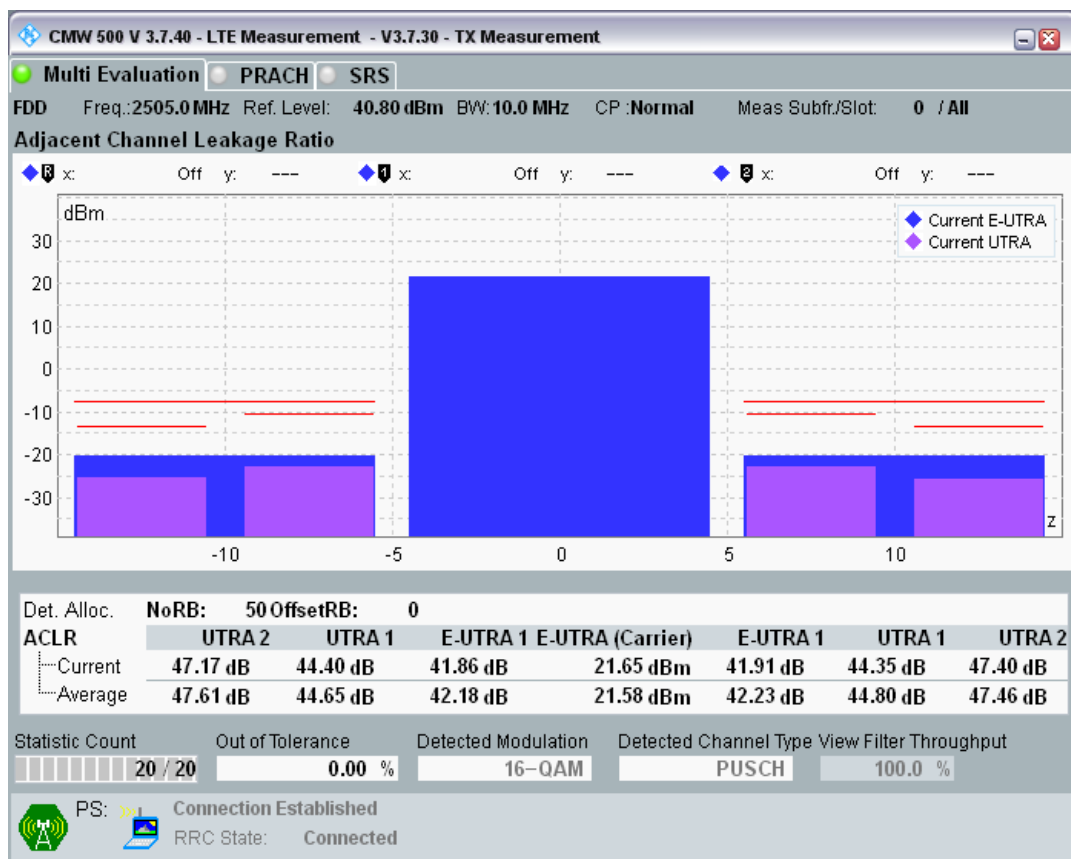 CMW 500 V 3.7.40 - LTE Measurement - V3.7.30 - TX Measurement
Multi Evaluation PRACH SRS
FDD Freq.:2505.0 MHz Ref. Level: 40.80 dBm BW: 10.0 MHz CP :Normal Meas Subfr./Slot: 0 / All
Adjacent Channel Leakage Ratio
R x: Off y: --- 1 x: Off y: --- 2 x: Off y: ---
dBm
Current E-UTRA
Current UTRA
30
20
10
0
-10
-20
-30
z
-10 -5 0 5 10
Det. Alloc. NoRB: 50 OffsetRB: 0
ACLR UTRA 2 UTRA 1 E-UTRA 1 E-UTRA (Carrier) E-UTRA 1 UTRA 1 UTRA 2
Current 47.17 dB 44.40 dB 41.86 dB 21.65 dBm 41.91 dB 44.35 dB 47.40 dB
Average 47.61 dB 44.65 dB 42.18 dB 21.58 dBm 42.23 dB 44.80 dB 47.46 dB
Statistic Count Out of Tolerance Detected Modulation Detected Channel Type View Filter Throughput
20 / 20 0.00 % 16-QAM PUSCH 100.0 %
PS: Connection Established
RRC State: Connected